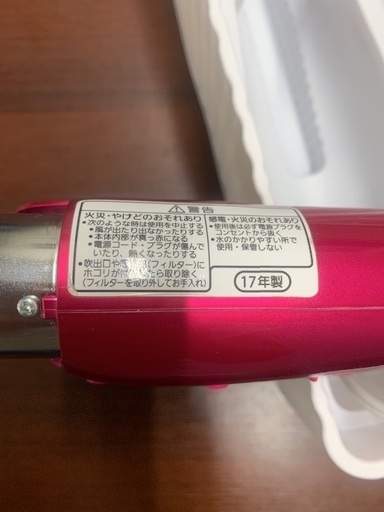 ⚠警告
火災・やけどのおそれあり
•次のような時は使用を中止する
•風が出たり出なかったりする
•本体内部が真っ赤になる
•電源コード・プラグが傷んで
いたり、熱くなったりする
•吹出口や (フィルター)に
ホコリが付 たら取り除く
(フィルターを取り外してお手入れ)
感電・火災のおそれあり
•使用後は必ず電源プラグを
コンセントから抜く
•水のかかりやすい所で
使用・保管しない
17年製